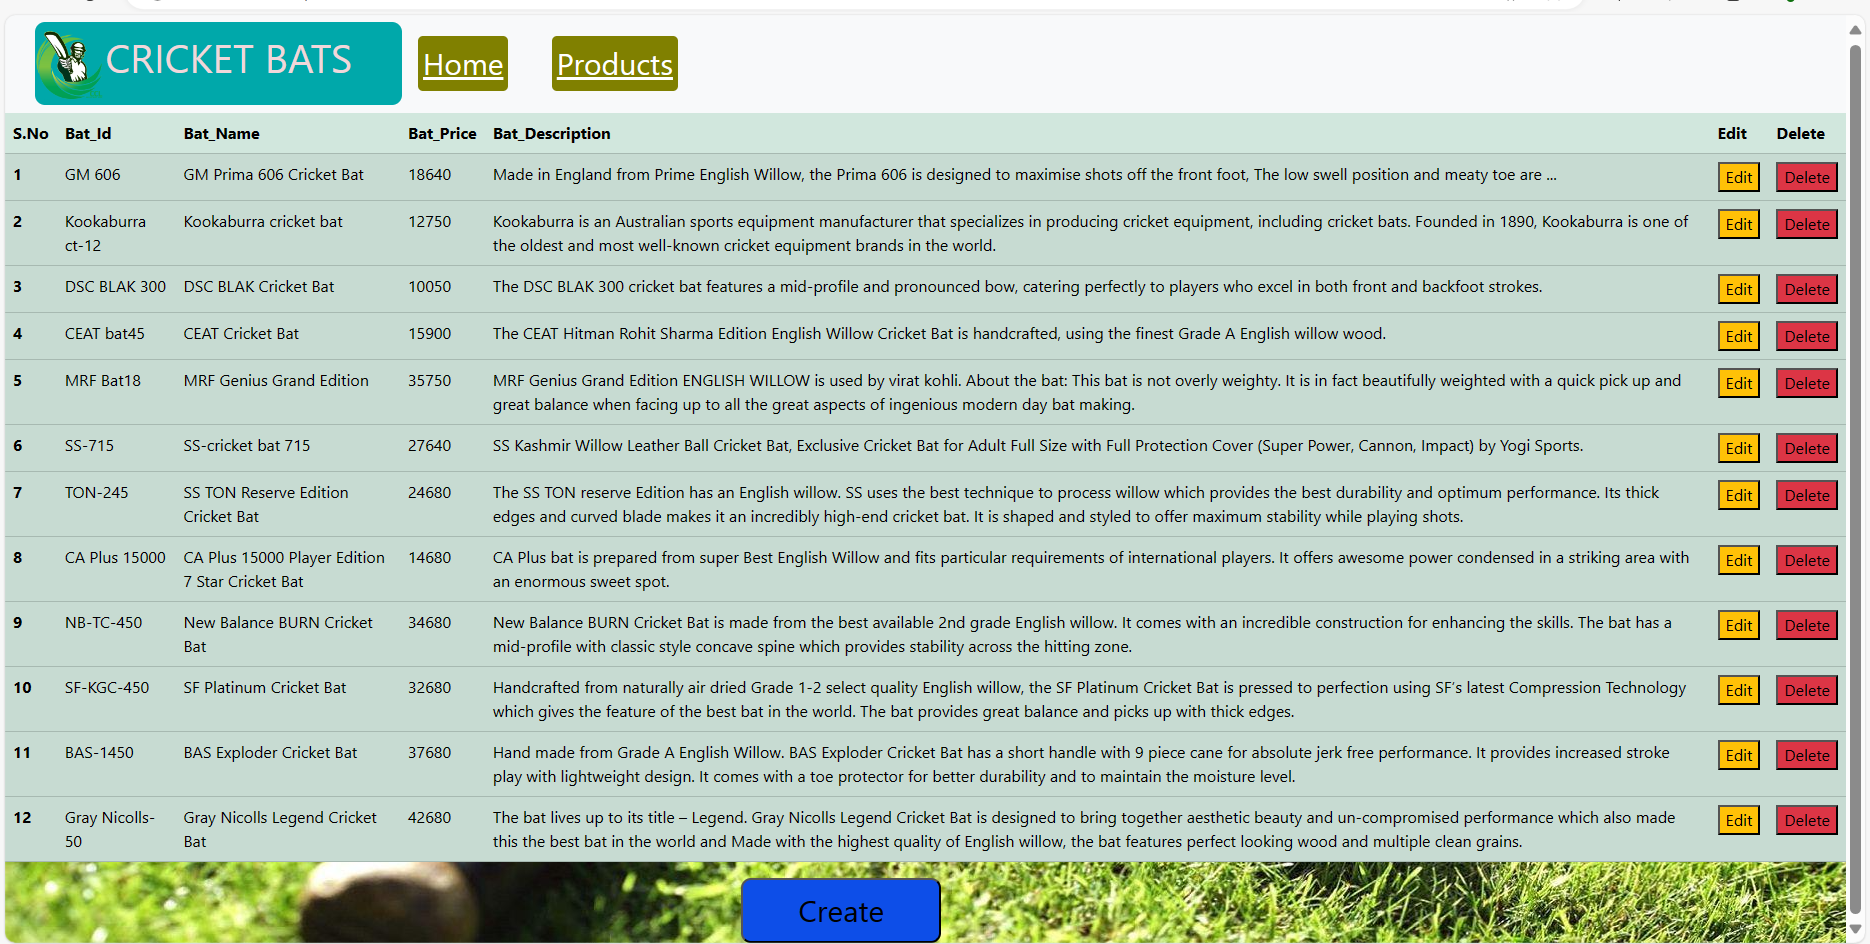 CRICKET BATS Home Products
S.No Bat_Id Bat_Name Bat_Price Bat_Description Edit Delete
1 GM 606 GM Prima 606 Cricket Bat 18640 Made in England from Prime English Willow, the Prima 606 is designed to maximise shots off the front foot, The low swell position and meaty toe are ... Edit Delete
2 Kookaburra Kookaburra cricket bat 12750 Kookaburra is an Australian sports equipment manufacturer that specializes in producing cricket equipment, including cricket bats. Founded in 1890, Kookaburra is one of Edit Delete
ct-12 the oldest and most well-known cricket equipment brands in the world.
3 DSC BLAK 300 DSC BLAK Cricket Bat 10050 The DSC BLAK 300 cricket bat features a mid-profile and pronounced bow, catering perfectly to players who excel in both front and backfoot strokes. Edit Delete
4 CEAT bat45 CEAT Cricket Bat 15900 The CEAT Hitman Rohit Sharma Edition English Willow Cricket Bat is handcrafted, using the finest Grade A English willow wood. Edit Delete
5 MRF Bat18 MRF Genius Grand Edition 35750 MRF Genius Grand Edition ENGLISH WILLOW is used by virat kohli. About the bat: This bat is not overly weighty. It is in fact beautifully weighted with a quick pick up and Edit Delete
great balance when facing up to all the great aspects of ingenious modern day bat making.
6 SS-715 SS-cricket bat 715 27640 SS Kashmir Willow Leather Ball Cricket Bat, Exclusive Cricket Bat for Adult Full Size with Full Protection Cover (Super Power, Cannon, Impact) by Yogi Sports. Edit Delete
7 TON-245 SS TON Reserve Edition 24680 The SS TON reserve Edition has an English willow. SS uses the best technique to process willow which provides the best durability and optimum performance. Its thick Edit Delete
Cricket Bat edges and curved blade makes it an incredibly high-end cricket bat. It is shaped and styled to offer maximum stability while playing shots.
8 CA Plus 15000 CA Plus 15000 Player Edition 14680 CA Plus bat is prepared from super Best English Willow and fits particular requirements of international players. It offers awesome power condensed in a striking area with Edit Delete
7 Star Cricket Bat an enormous sweet spot.
9 NB-TC-450 New Balance BURN Cricket 34680 New Balance BURN Cricket Bat is made from the best available 2nd grade English willow. It comes with an incredible construction for enhancing the skills. The bat has a Edit Delete
Bat mid-profile with classic style concave spine which provides stability across the hitting zone.
10 SF-KGC-450 SF Platinum Cricket Bat 32680 Handcrafted from naturally air dried Grade 1-2 select quality English willow, the SF Platinum Cricket Bat is pressed to perfection using SF's latest Compression Technology Edit Delete
which gives the feature of the best bat in the world. The bat provides great balance and picks up with thick edges.
11 BAS-1450 BAS Exploder Cricket Bat 37680 Hand made from Grade A English Willow. BAS Exploder Cricket Bat has a short handle with 9 piece cane for absolute jerk free performance. It provides increased stroke Edit Delete
play with lightweight design. It comes with a toe protector for better durability and to maintain the moisture level.
12 Gray Nicolls- Gray Nicolls Legend Cricket 42680 The bat lives up to its title – Legend. Gray Nicolls Legend Cricket Bat is designed to bring together aesthetic beauty and un-compromised performance which also made Edit Delete
50 Bat this the best bat in the world and Made with the highest quality of English willow, the bat features perfect looking wood and multiple clean grains.
Create